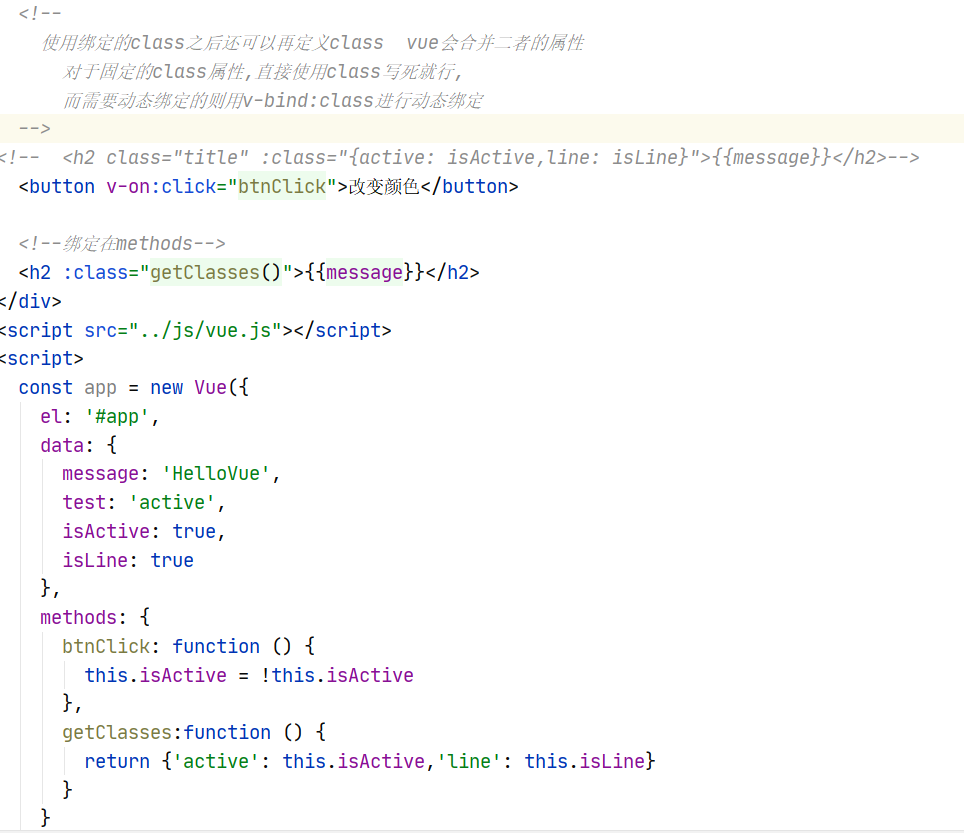 <!--
使用绑定的class之后还可以再定义class  vue会合并二者的属性
对于固定的class属性,直接使用class写死就行,
而需要动态绑定的则用v-bind:class进行动态绑定
-->
<!--  <h2 class="title" :class="{active: isActive,line: isLine}">{{message}}</h2>-->
<button v-on:click="btnClick">改变颜色</button>
<!--绑定在methods-->
<h2 :class="getClasses()">{{message}}</h2>
</div>
<script src="../js/vue.js"></script>
<script>
const app = new Vue({
el: '#app',
data: {
message: 'HelloVue',
test: 'active',
isActive: true,
isLine: true
},
methods: {
btnClick: function () {
this.isActive = !this.isActive
},
getClasses:function () {
return {'active': this.isActive,'line': this.isLine}
}
}